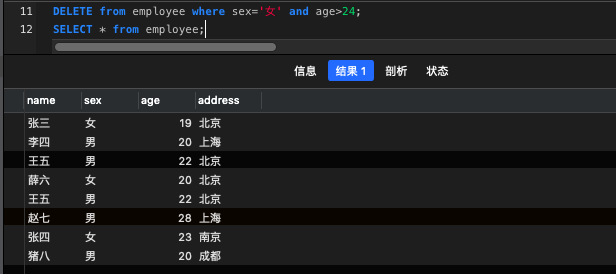 11 DELETE from employee where sex='女' and age>24;
12 SELECT * from employee;
信息 结果 1 剖析 状态
name sex age address
张三 女 19 北京
李四 男 20 上海
王五 男 22 北京
薛六 女 20 北京
王五 男 22 北京
赵七 男 28 上海
张四 女 23 南京
猪八 男 20 成都